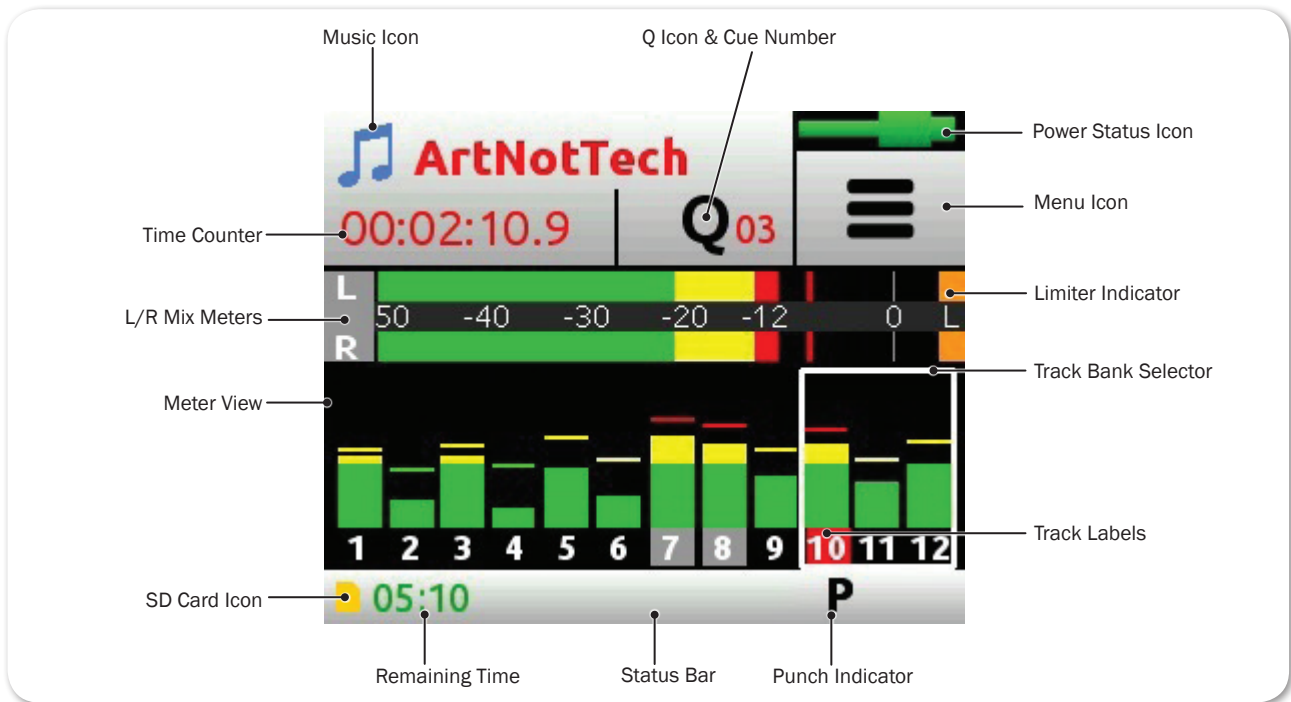 Music Icon
Q Icon & Cue Number
Power Status Icon
ArtNotTech
Menu Icon
Time Counter
00:02:10.9
Q 03
L
Limiter Indicator
L/R Mix Meters
50 -40 -30 -20 -12 0 L
R
Track Bank Selector
Meter View
Track Labels
1 2 3 4 5 6 7 8 9 10 11 12
SD Card Icon
05:10
P
Remaining Time
Status Bar
Punch Indicator